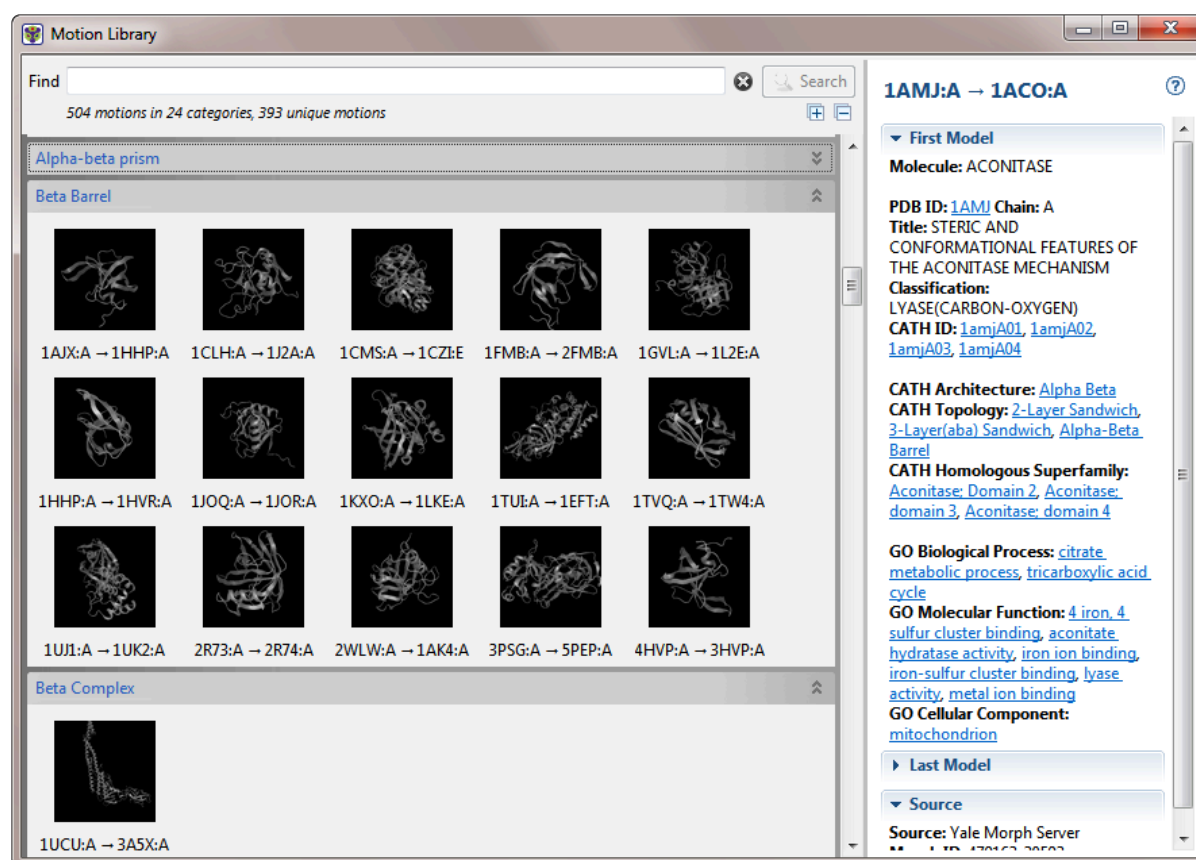 Motion Library
Find
Search
504 motions in 24 categories, 393 unique motions
Alpha-beta prism
Beta Barrel
1AJX:A → 1HHP:A 1CLH:A → 1J2A:A 1CMS:A → 1CZI:E 1FMB:A → 2FMB:A 1GVL:A → 1L2E:A
1HHP:A → 1HVR:A 1JOQ:A → 1JOR:A 1KXO:A → 1LKE:A 1TUI:A → 1EFT:A 1TVQ:A → 1TW4:A
1UJ1:A → 1UK2:A 2R73:A → 2R74:A 2WLW:A → 1AK4:A 3PSG:A → 5PEP:A 4HVP:A → 3HVP:A
Beta Complex
1UCU:A → 3A5X:A
1AMJ:A → 1ACO:A
First Model
Molecule: ACONITASE
PDB ID: 1AMJ Chain: A
Title: STERIC AND
CONFORMATIONAL FEATURES OF
THE ACONITASE MECHANISM
Classification:
LYASE(CARBON-OXYGEN)
CATH ID: 1amjA01, 1amjA02,
1amjA03, 1amjA04
CATH Architecture: Alpha Beta
CATH Topology: 2-Layer Sandwich,
3-Layer(aba) Sandwich, Alpha-Beta
Barrel
CATH Homologous Superfamily:
Aconitase; Domain 2, Aconitase;
domain 3, Aconitase; domain 4
GO Biological Process: citrate
metabolic process, tricarboxylic acid
cycle
GO Molecular Function: 4 iron, 4
sulfur cluster binding, aconitate
hydratase activity, iron ion binding,
iron-sulfur cluster binding, lyase
activity, metal ion binding
GO Cellular Component:
mitochondrion
Last Model
Source
Source: Yale Morph Server